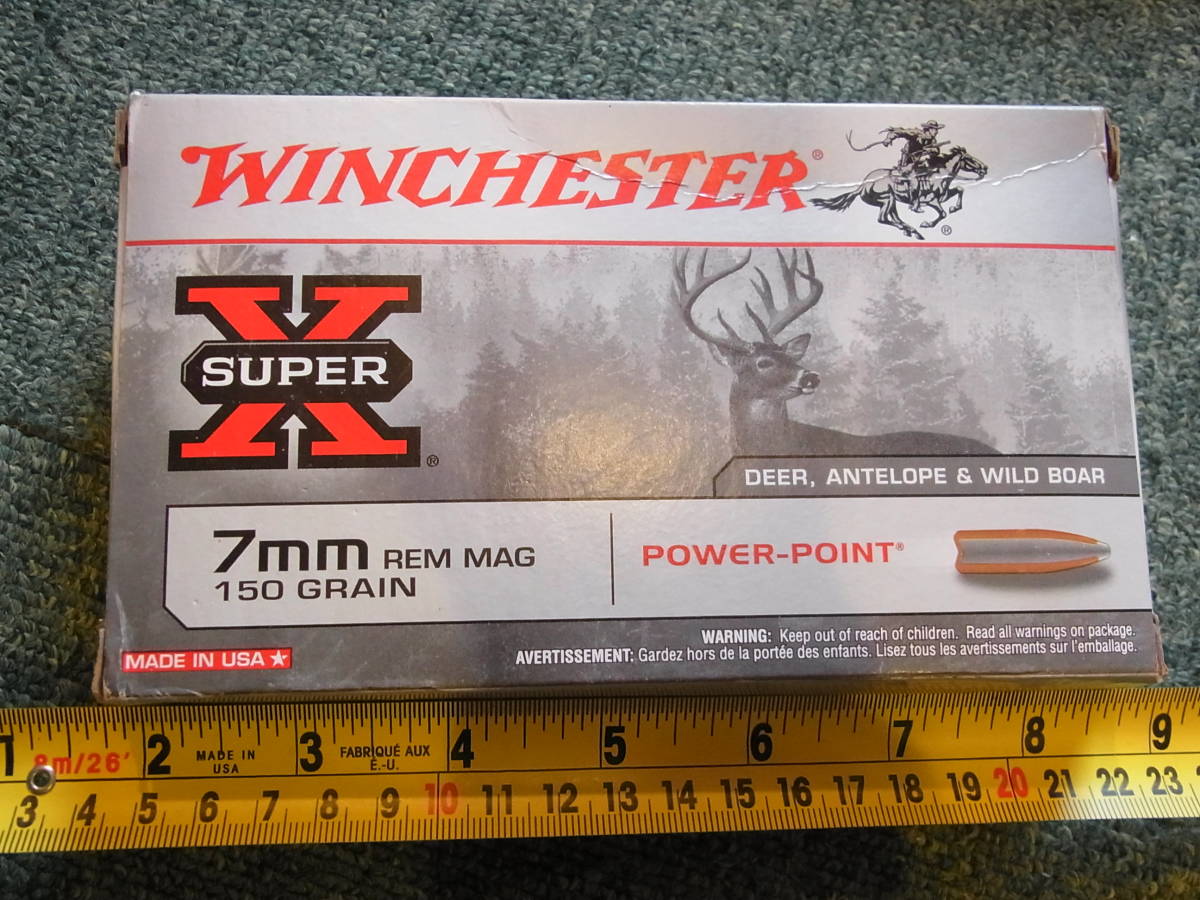 WINCHESTER®
®
X
SUPER
®
DEER, ANTELOPE & WILD BOAR
7mm REM MAG
150 GRAIN
POWER-POINT®
WARNING: Keep out of reach of children. Read all warnings on package.
AVERTISSEMENT: Gardez hors de la portée des enfants. Lisez tous les avertissements sur l'emballage.
MADE IN USA ★
1 8m/26' 2 MADE IN USA 3 FABRIQUÉ AUX É.-U. 4 5 6 7 8 9
3 4 5 6 7 8 9 10 11 12 13 14 15 16 17 18 19 20 21 22 23